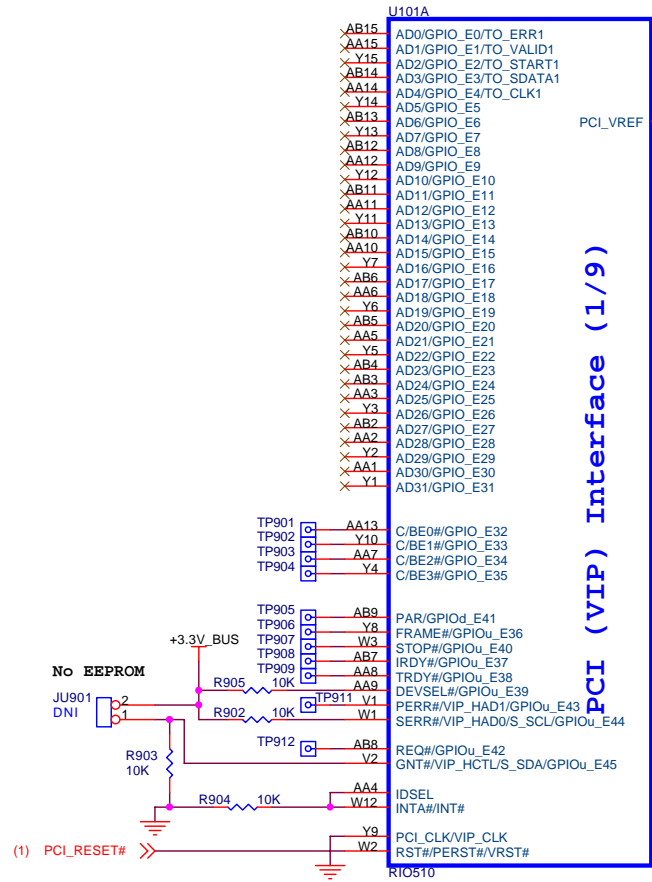 U101A
AB15 AD0/GPIO_E0/TO_ERR1
AA15 AD1/GPIO_E1/TO_VALID1
Y15 AD2/GPIO_E2/TO_START1
AB14 AD3/GPIO_E3/TO_SDATA1
AA14 AD4/GPIO_E4/TO_CLK1
Y14 AD5/GPIO_E5
AB13 AD6/GPIO_E6 PCI_VREF
Y13 AD7/GPIO_E7
AB12 AD8/GPIO_E8
AA12 AD9/GPIO_E9
Y12 AD10/GPIO_E10
AB11 AD11/GPIO_E11
AA11 AD12/GPIO_E12
Y11 AD13/GPIO_E13
AB10 AD14/GPIO_E14
AA10 AD15/GPIO_E15
Y7 AD16/GPIO_E16
AB6 AD17/GPIO_E17
AA6 AD18/GPIO_E18
Y6 AD19/GPIO_E19
AB5 AD20/GPIO_E20
AA5 AD21/GPIO_E21
Y5 AD22/GPIO_E22
AB4 AD23/GPIO_E23
AB3 AD24/GPIO_E24
AA3 AD25/GPIO_E25
Y3 AD26/GPIO_E26
AB2 AD27/GPIO_E27
AA2 AD28/GPIO_E28
Y2 AD29/GPIO_E29
AA1 AD30/GPIO_E30
Y1 AD31/GPIO_E31
PCI (VIP) Interface (1/9)
TP901 AA13 C/BE0#/GPIO_E32
TP902 Y10 C/BE1#/GPIO_E33
TP903 AA7 C/BE2#/GPIO_E34
TP904 Y4 C/BE3#/GPIO_E35
TP905 AB9 PAR/GPIOd_E41
TP906 Y8 FRAME#/GPIOu_E36
TP907 W3 STOP#/GPIOu_E40
TP908 AB7 IRDY#/GPIOu_E37
TP909 AA8 TRDY#/GPIOu_E38
+3.3V_BUS
No EEPROM
R905 10K AA9 DEVSEL#/GPIOu_E39
JU901 2 TP911 V1 PERR#/VIP_HAD1/GPIOu_E43
DNI 1 R902 10K W1 SERR#/VIP_HAD0/S_SCL/GPIOu_E44
TP912 AB8 REQ#/GPIOu_E42
R903 V2 GNT#/VIP_HCTL/S_SDA/GPIOu_E45
10K
AA4 IDSEL
R904 10K W12 INTA#/INT#
Y9 PCI_CLK/VIP_CLK
(1) PCI_RESET# W2 RST#/PERST#/VRST#
RIO510